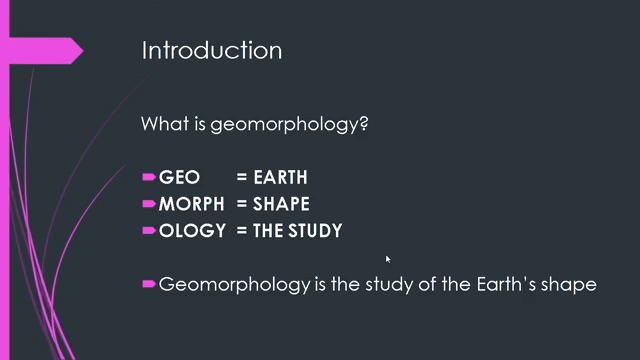 Introduction
What is geomorphology?
GEO = EARTH
MORPH = SHAPE
OLOGY = THE STUDY
Geomorphology is the study of the Earth's shape